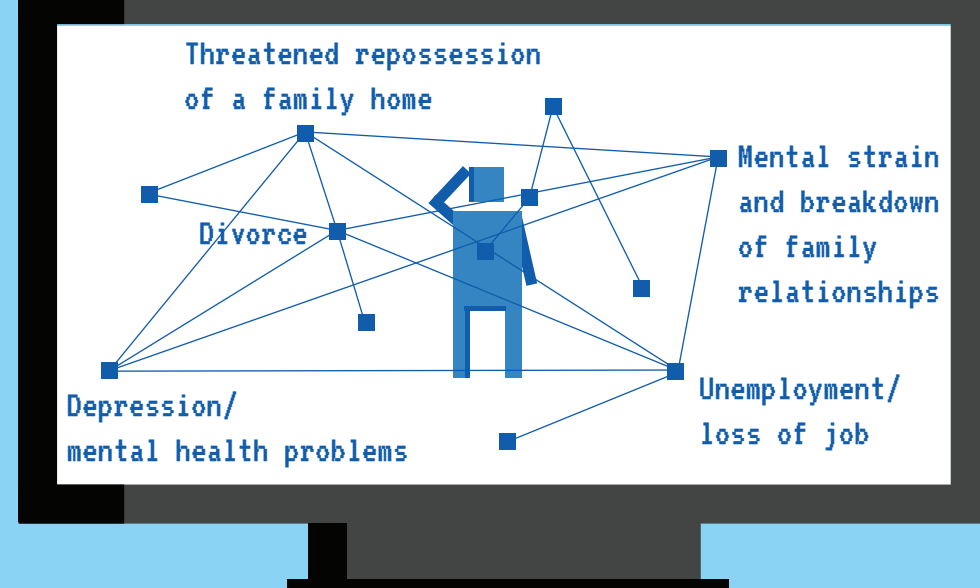 Threatened repossession
of a family home
Mental strain
and breakdown
of family
relationships
Divorce
Depression/
mental health problems
Unemployment/
loss of job